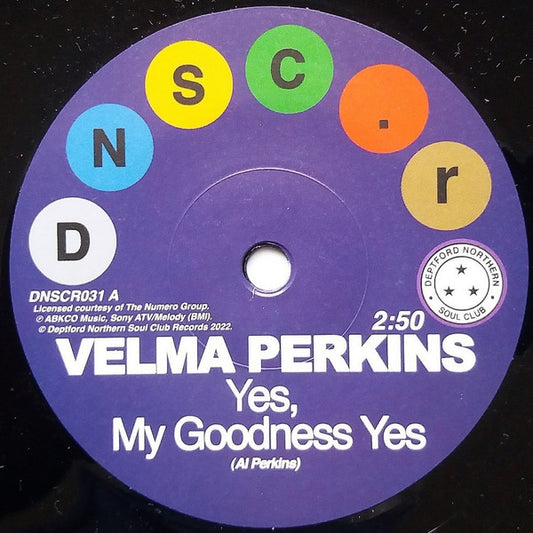 D N S C . r
DEPTFORD NORTHERN
SOUL CLUB
DNSCR031 A
Licensed courtesy of The Numero Group.
℗ ABKCO Music, Sony ATV/Melody (BMI).
© Deptford Northern Soul Club Records 2022.
2:50
VELMA PERKINS
Yes,
My Goodness Yes
(Al Perkins)